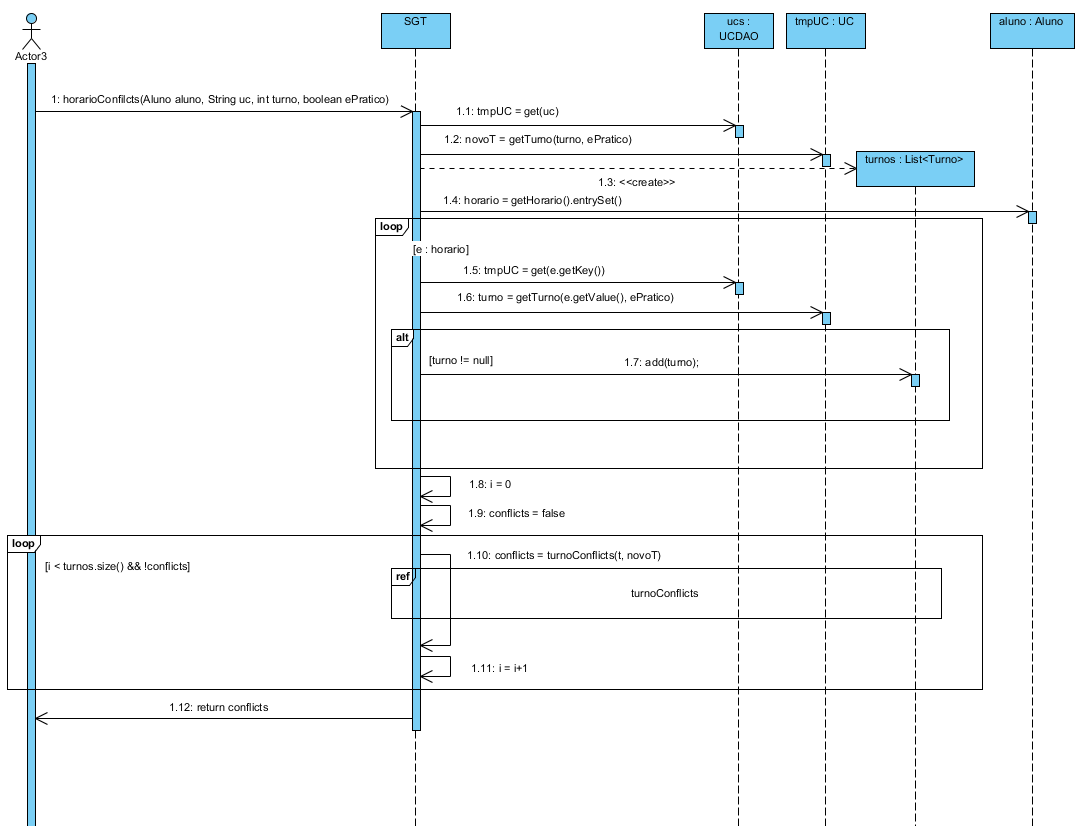 SGT
ucs :
UCDAO
tmpUC : UC
aluno : Aluno
Actor3
1: horarioConfilcts(Aluno aluno, String uc, int turno, boolean ePratico)
1.1: tmpUC = get(uc)
1.2: novoT = getTurno(turno, ePratico)
turnos : List<Turno>
1.3: <<create>>
1.4: horario = getHorario().entrySet()
loop
[e : horario]
1.5: tmpUC = get(e.getKey())
1.6: turno = getTurno(e.getValue(), ePratico)
alt
[turno != null]
1.7: add(turno);
1.8: i = 0
1.9: conflicts = false
loop
[i < turnos.size() && !conflicts]
1.10: conflicts = turnoConflicts(t, novoT)
ref
turnoConflicts
1.11: i = i+1
1.12: return conflicts